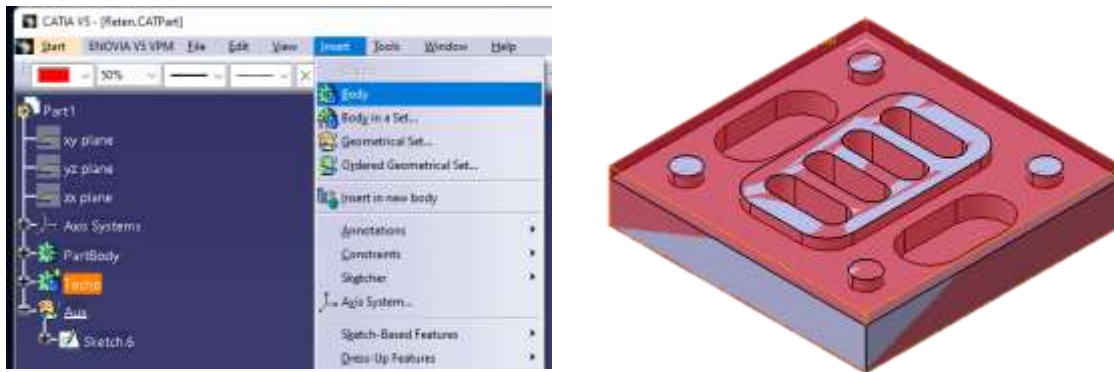 CATIA V5 - [Reten.CATPart]
Start ENOVIA V5 VPM File Edit View Insert Tools Window Help
50%
Part1
xy plane
yz plane
zx plane
Axis Systems
PartBody
Techo
Aux
Sketch.6
Body
Body in a Set...
Geometrical Set...
Ordered Geometrical Set...
Insert in new body
Annotations
Constraints
Sketcher
Axis System...
Sketch-Based Features
Dress-Up Features